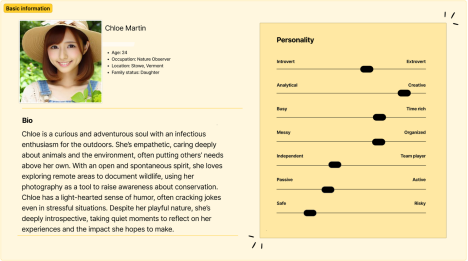 Basic information
Chloe Martin
Age: 24
Occupation: Nature Observer
Location: Stowe, Vermont
Family status: Daughter
Bio
Chloe is a curious and adventurous soul with an infectious
enthusiasm for the outdoors. She's empathetic, caring deeply
about animals and the environment, often putting others' needs
above her own. With an open and spontaneous spirit, she loves
exploring remote areas to document wildlife, using her
photography as a tool to raise awareness about conservation.
Chloe has a light-hearted sense of humor, often cracking jokes
even in stressful situations. Despite her playful nature, she's
deeply introspective, taking quiet moments to reflect on her
experiences and the impact she hopes to make.
Personality
Introvert Extrovert
Analytical Creative
Busy Time rich
Messy Organized
Independent Team player
Passive Active
Safe Risky